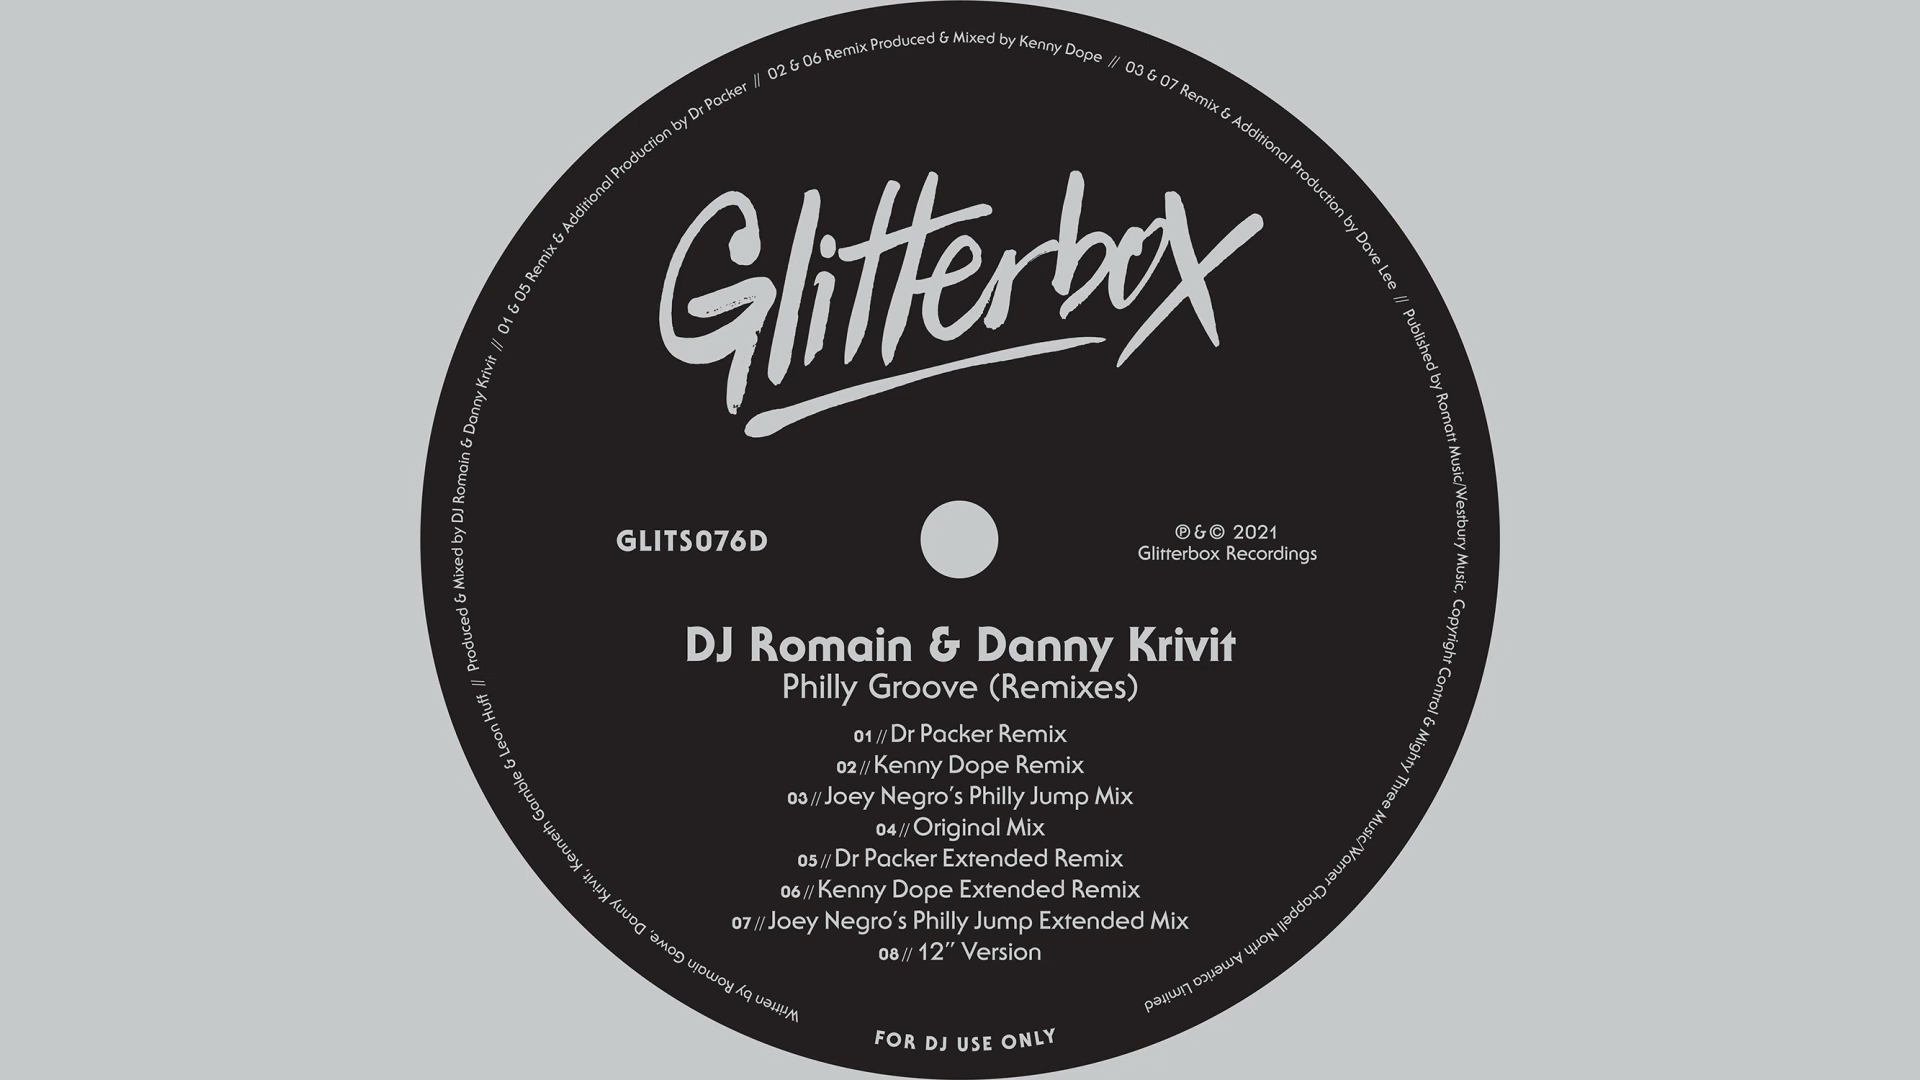 Glitterbox
GLITS076D
℗&© 2021
Glitterbox Recordings
DJ Romain & Danny Krivit
Philly Groove (Remixes)
01 // Dr Packer Remix
02 // Kenny Dope Remix
03 // Joey Negro's Philly Jump Mix
04 // Original Mix
05 // Dr Packer Extended Remix
06 // Kenny Dope Extended Remix
07 // Joey Negro's Philly Jump Extended Mix
08 // 12” Version
Written by Romain Gowe, Danny Krivit, Kenneth Gamble & Leon Huff // Produced & Mixed by DJ Romain & Danny Krivit // 01 & 05 Remix & Additional Production by Dr Packer // 02 & 06 Remix Produced & Mixed by Kenny Dope // 03 & 07 Remix & Additional Production by Dave Lee // Published by Romatt Music/Westbury Music, Copyright Control & Mighty Three Music/Warner Chappell North America Limited
FOR DJ USE ONLY